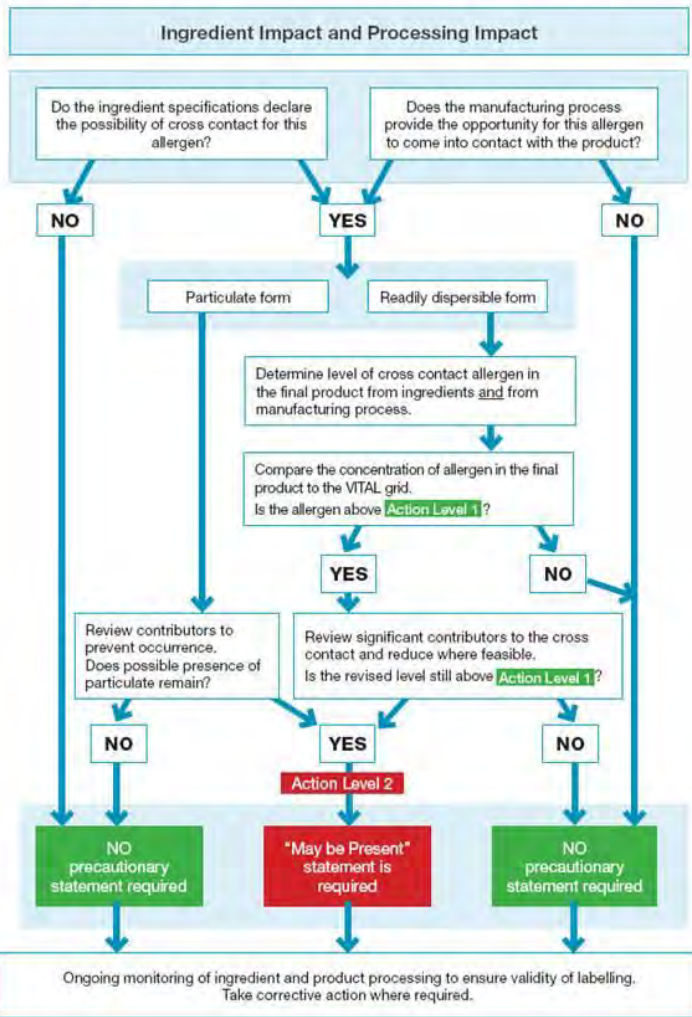 Ingredient Impact and Processing Impact
Do the ingredient specifications declare
the possibility of cross contact for this
allergen?
Does the manufacturing process
provide the opportunity for this allergen
to come into contact with the product?
NO
YES
NO
Particulate form
Readily dispersible form
Determine level of cross contact allergen in
the final product from ingredients and from
manufacturing process.
Compare the concentration of allergen in the final
product to the VITAL grid.
Is the allergen above Action Level 1 ?
YES
NO
Review contributors to
prevent occurrence.
Does possible presence of
particulate remain?
Review significant contributors to the cross
contact and reduce where feasible.
Is the revised level still above Action Level 1 ?
NO
YES
NO
Action Level 2
NO
precautionary
statement required
"May be Present"
statement is
required
NO
precautionary
statement required
Ongoing monitoring of ingredient and product processing to ensure validity of labelling.
Take corrective action where required.